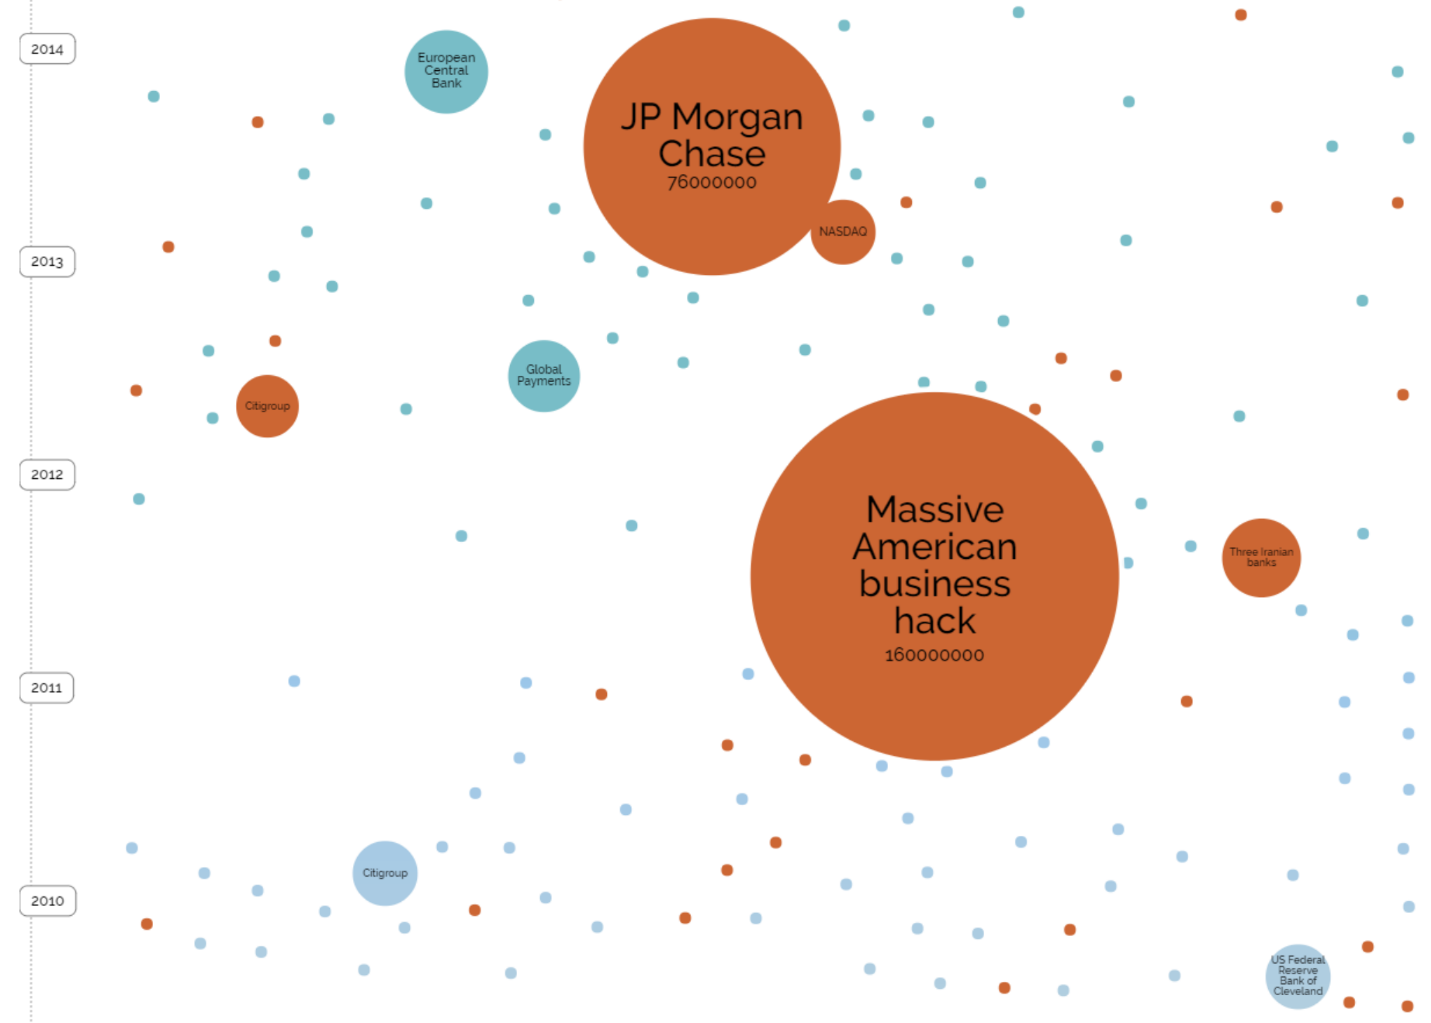 2014
European
Central
Bank
JP Morgan
Chase
76000000
NASDAQ
2013
Global
Payments
Citigroup
2012
Massive
American
business
hack
160000000
Three Iranian
banks
2011
Citigroup
2010
US Federal
Reserve
Bank of
Cleveland